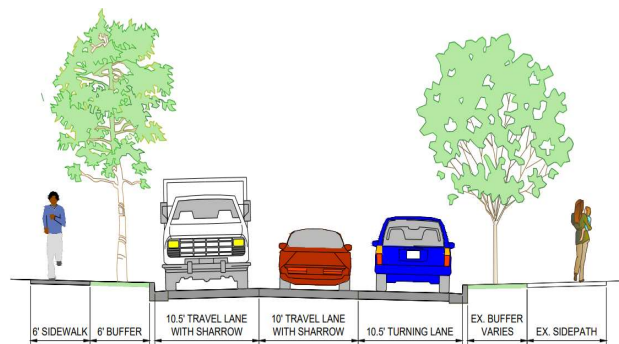 6' SIDEWALK
6' BUFFER
10.5' TRAVEL LANE
WITH SHARROW
10' TRAVEL LANE
WITH SHARROW
10.5' TURNING LANE
EX. BUFFER
VARIES
EX. SIDEPATH